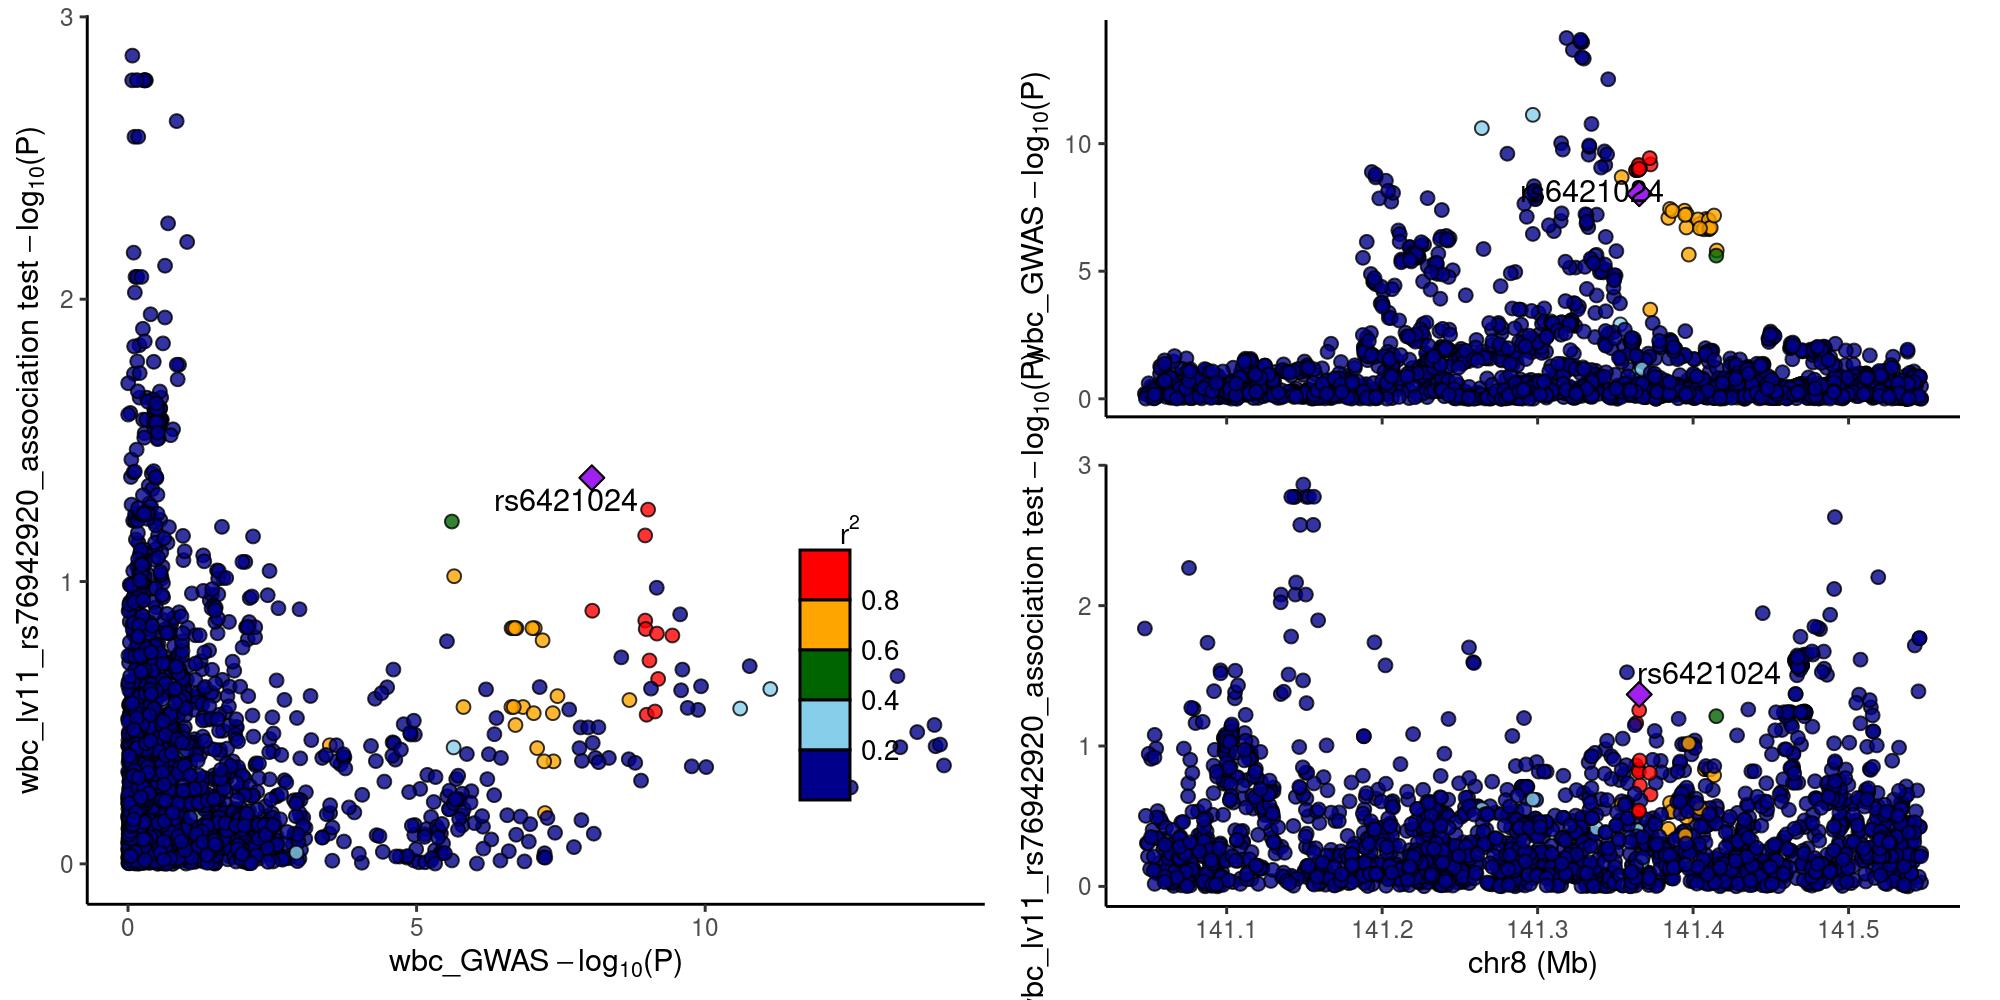 3
2
1
0
wbc_lv11_rs76942920_association test −log10(P)
rs6421024
r2
0.8
0.6
0.4
0.2
0
5
10
wbc_GWAS −log10(P)
wbc_GWAS −log10(P)
10
5
0
rs6421024
wbc_lv11_rs76942920_association test −log10(P)
3
2
1
0
rs6421024
141.1
141.2
141.3
141.4
141.5
chr8 (Mb)